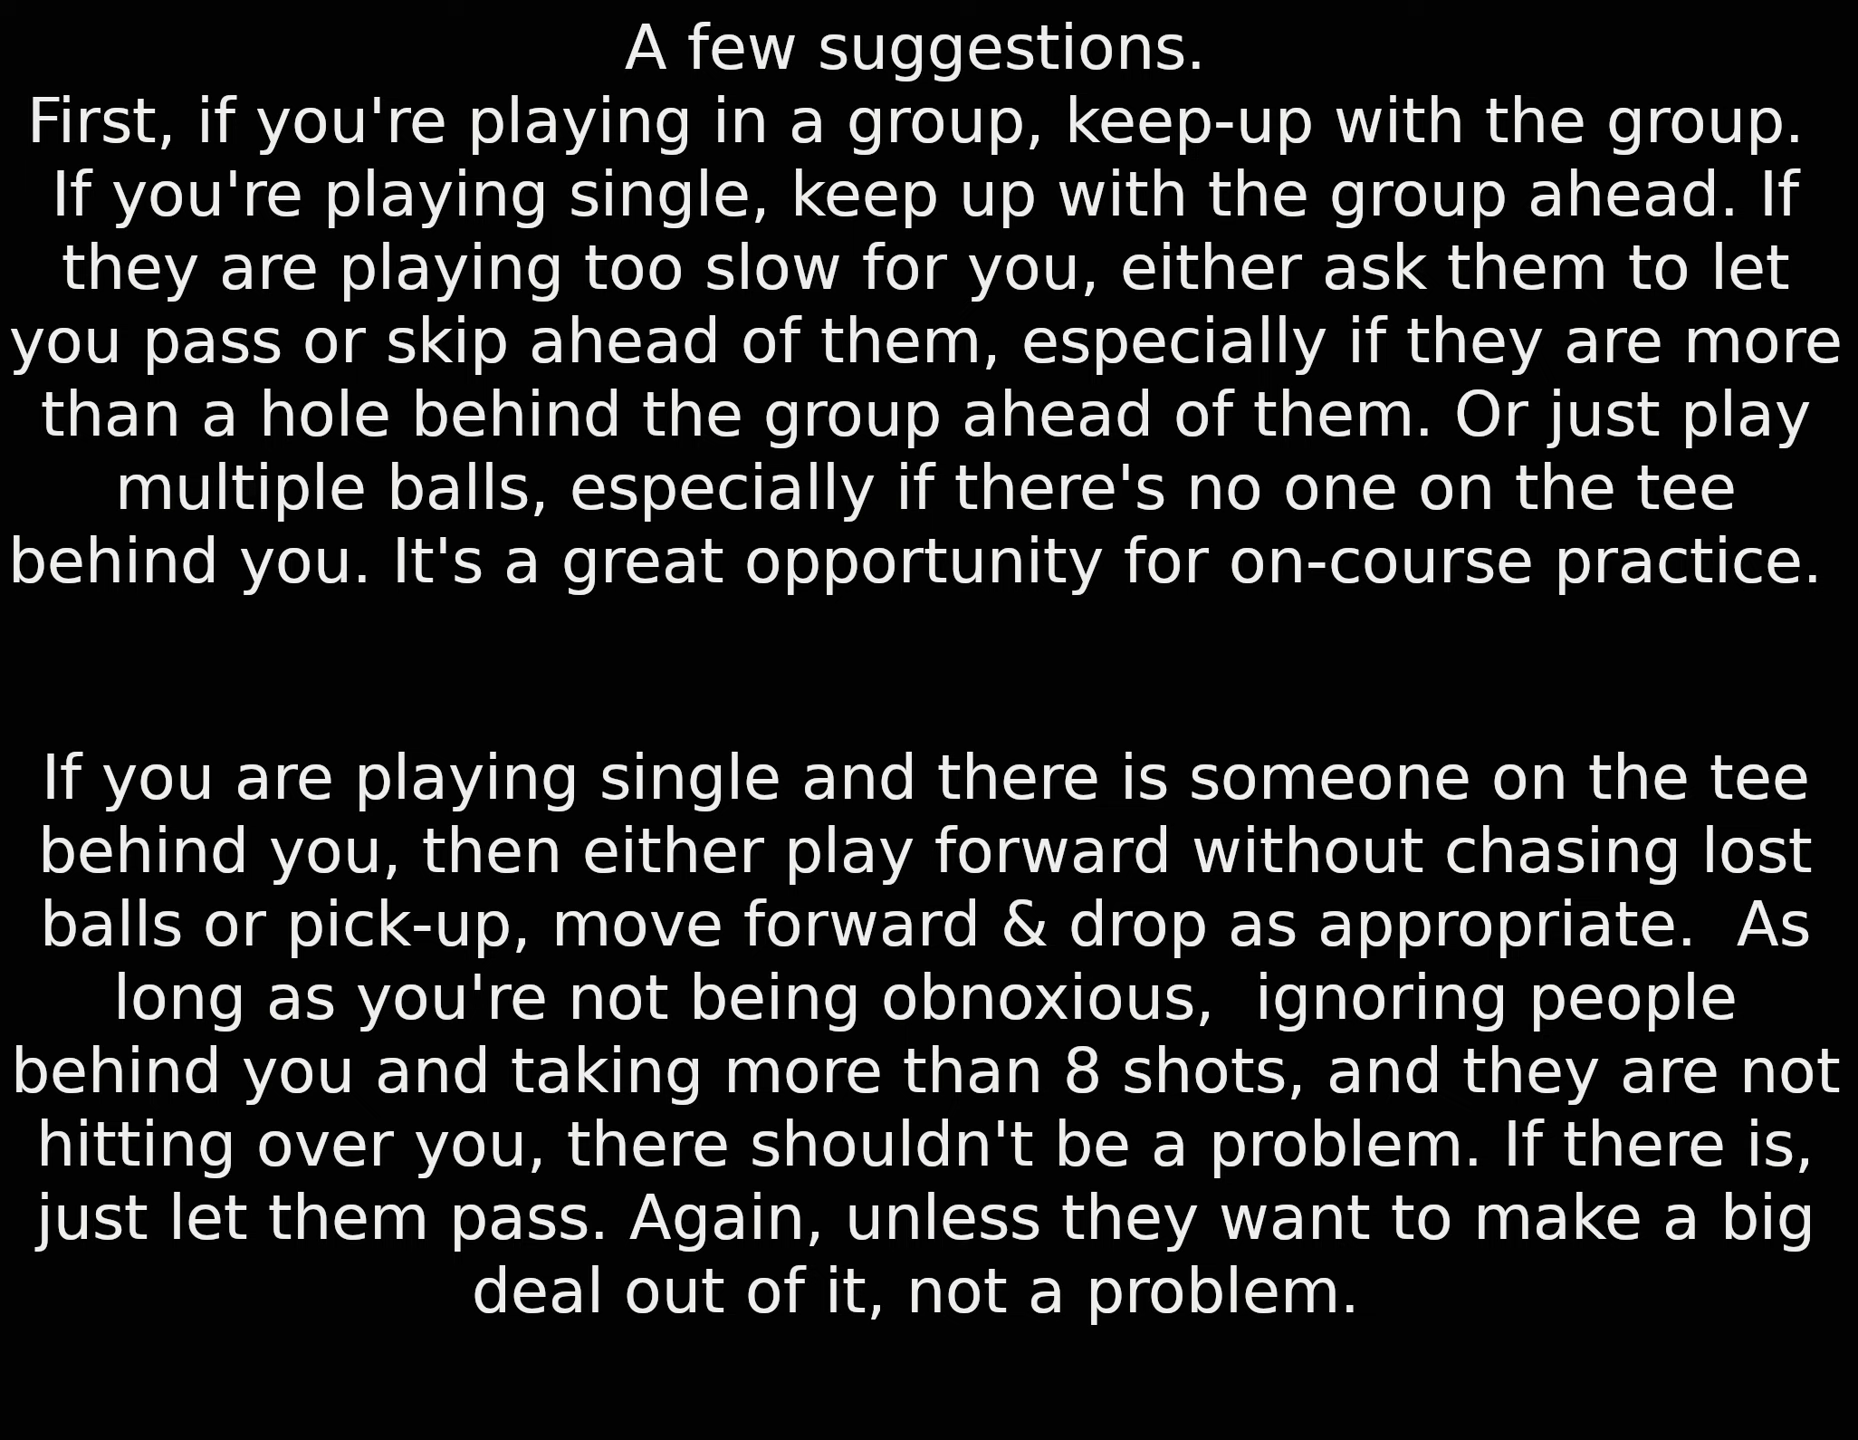 A few suggestions.
First, if you're playing in a group, keep-up with the group.
If you're playing single, keep up with the group ahead. If
they are playing too slow for you, either ask them to let
you pass or skip ahead of them, especially if they are more
than a hole behind the group ahead of them. Or just play
multiple balls, especially if there's no one on the tee
behind you. It's a great opportunity for on-course practice.
If you are playing single and there is someone on the tee
behind you, then either play forward without chasing lost
balls or pick-up, move forward & drop as appropriate.  As
long as you're not being obnoxious,  ignoring people
behind you and taking more than 8 shots, and they are not
hitting over you, there shouldn't be a problem. If there is,
just let them pass. Again, unless they want to make a big
deal out of it, not a problem.